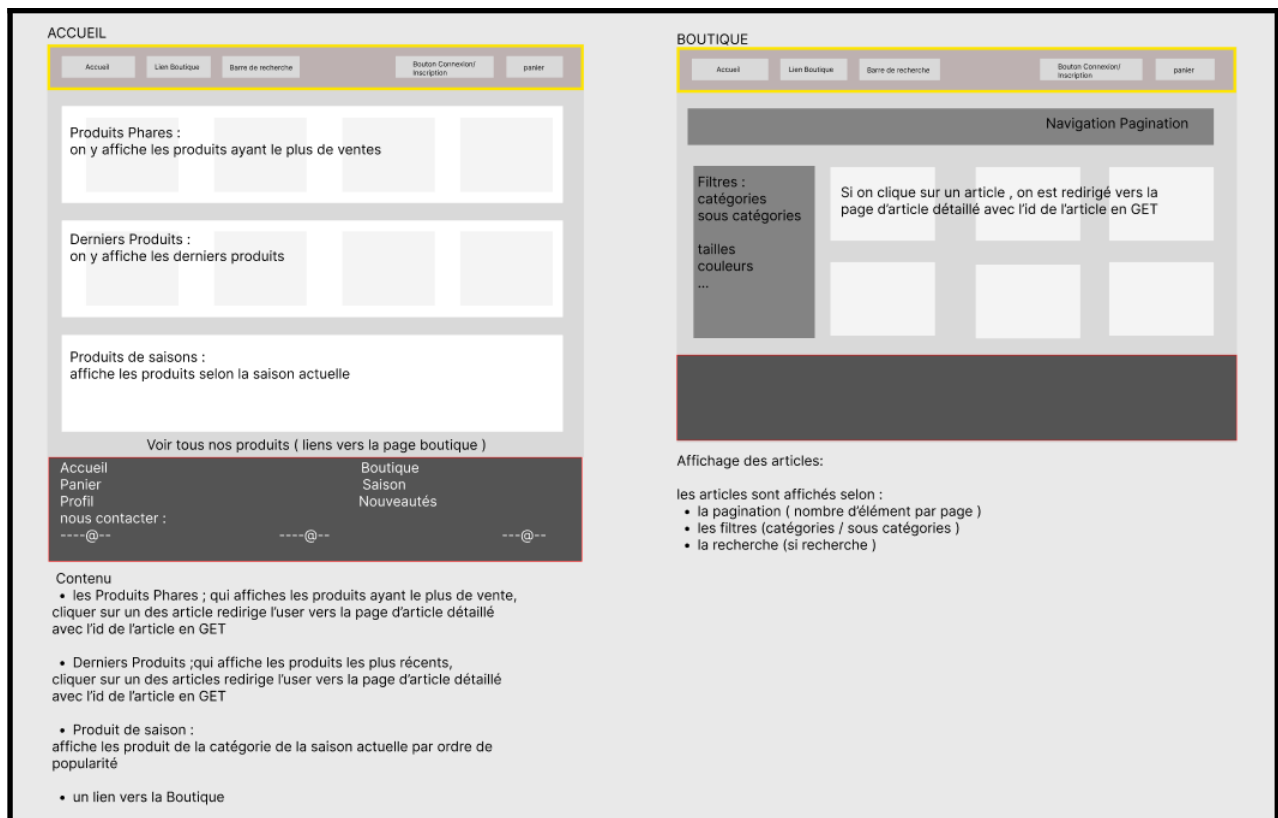 ACCUEIL
Accueil
Lien Boutique
Barre de recherche
Bouton Connexion/
Inscription
panier
Produits Phares :
on y affiche les produits ayant le plus de ventes
Derniers Produits :
on y affiche les derniers produits
Produits de saisons :
affiche les produits selon la saison actuelle
Voir tous nos produits ( liens vers la page boutique )
Accueil
Panier
Profil
nous contacter :
----@--
Boutique
Saison
Nouveautés
----@--
---@--
Contenu
• les Produits Phares ; qui affiches les produits ayant le plus de vente,
cliquer sur un des article redirige l'user vers la page d'article détaillé
avec l'id de l'article en GET
• Derniers Produits ;qui affiche les produits les plus récents,
cliquer sur un des articles redirige l'user vers la page d'article détaillé
avec l'id de l'article en GET
• Produit de saison :
affiche les produit de la catégorie de la saison actuelle par ordre de
popularité
• un lien vers la Boutique
BOUTIQUE
Accueil
Lien Boutique
Barre de recherche
Bouton Connexion/
Inscription
panier
Navigation Pagination
Filtres :
catégories
sous catégories
tailles
couleurs
...
Si on clique sur un article , on est redirigé vers la
page d'article détaillé avec l'id de l'article en GET
Affichage des articles:
les articles sont affichés selon :
• la pagination ( nombre d'élément par page )
• les filtres (catégories / sous catégories )
• la recherche (si recherche )